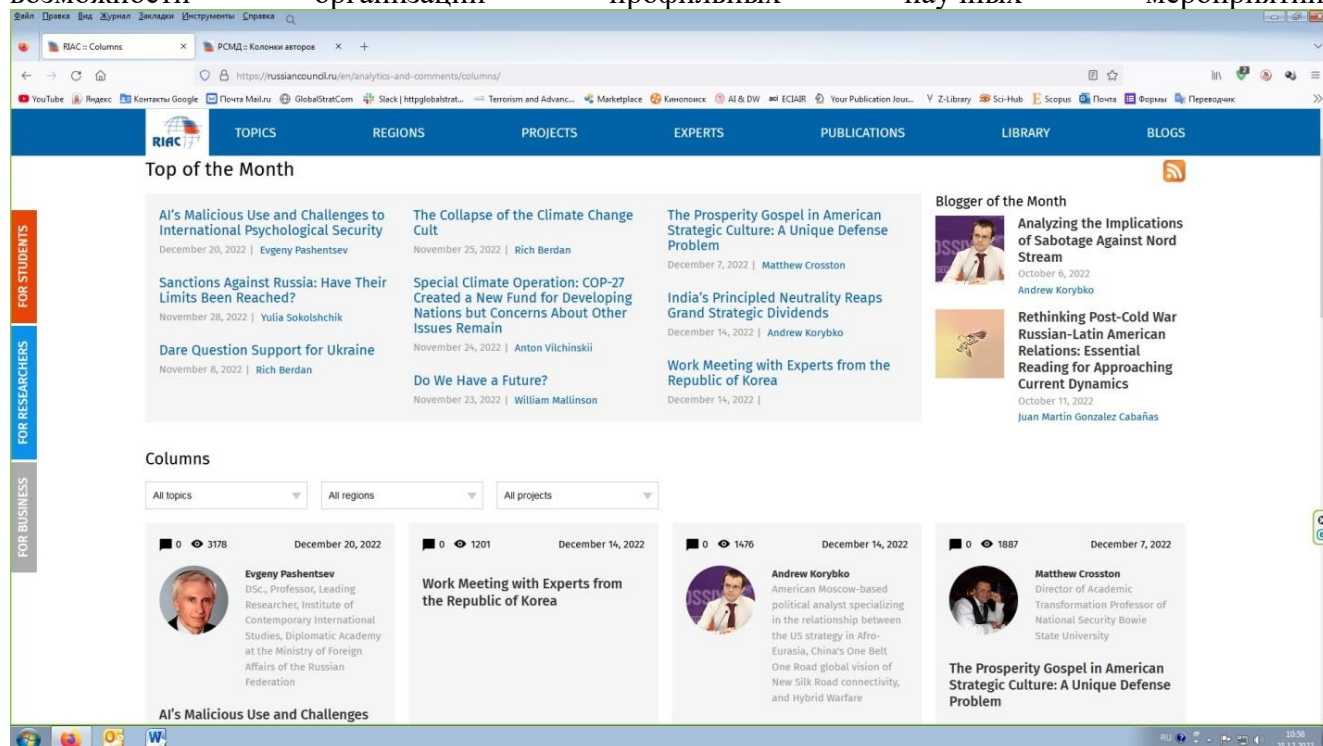 возможности организации профильных научных мероприятий
Файл Правка Вид Журнал Закладки Инструменты Справка
RIAC :: Columns
РСМД :: Колонки авторов
https://russiancouncil.ru/en/analytics-and-comments/columns/
YouTube Яндекс Контакты Google Почта Mail.ru GlobalStratCom Slack | httpglobalstrat... Terrorism and Advanc... Marketplace Кинопоиск AI & DW ECIAIR Your Publication Jour... Z-Library Sci-Hub Scopus Почта Формы Переводчик
RIAC TOPICS REGIONS PROJECTS EXPERTS PUBLICATIONS LIBRARY BLOGS
FOR STUDENTS
FOR RESEARCHERS
FOR BUSINESS
Top of the Month
AI's Malicious Use and Challenges to
International Psychological Security
December 20, 2022 | Evgeny Pashentsev
Sanctions Against Russia: Have Their
Limits Been Reached?
November 28, 2022 | Yulia Sokolshchik
Dare Question Support for Ukraine
November 8, 2022 | Rich Berdan
The Collapse of the Climate Change
Cult
November 25, 2022 | Rich Berdan
Special Climate Operation: COP-27
Created a New Fund for Developing
Nations but Concerns About Other
Issues Remain
November 24, 2022 | Anton Vilchinskii
Do We Have a Future?
November 23, 2022 | William Mallinson
The Prosperity Gospel in American
Strategic Culture: A Unique Defense
Problem
December 7, 2022 | Matthew Crosston
India's Principled Neutrality Reaps
Grand Strategic Dividends
December 14, 2022 | Andrew Korybko
Work Meeting with Experts from the
Republic of Korea
December 14, 2022 |
Blogger of the Month
Analyzing the Implications
of Sabotage Against Nord
Stream
October 6, 2022
Andrew Korybko
Rethinking Post-Cold War
Russian-Latin American
Relations: Essential
Reading for Approaching
Current Dynamics
October 11, 2022
Juan Martin Gonzalez Cabañas
Columns
All topics
All regions
All projects
0 3178 December 20, 2022
Evgeny Pashentsev
DSc., Professor, Leading
Researcher, Institute of
Contemporary International
Studies, Diplomatic Academy
at the Ministry of Foreign
Affairs of the Russian
Federation
AI's Malicious Use and Challenges
0 1201 December 14, 2022
Work Meeting with Experts from
the Republic of Korea
0 1476 December 14, 2022
Andrew Korybko
American Moscow-based
political analyst specializing
in the relationship between
the US strategy in Afro-
Eurasia, China's One Belt
One Road global vision of
New Silk Road connectivity,
and Hybrid Warfare
0 1887 December 7, 2022
Matthew Crosston
Director of Academic
Transformation Professor of
National Security Bowie
State University
The Prosperity Gospel in American
Strategic Culture: A Unique Defense
Problem
RU
10:56